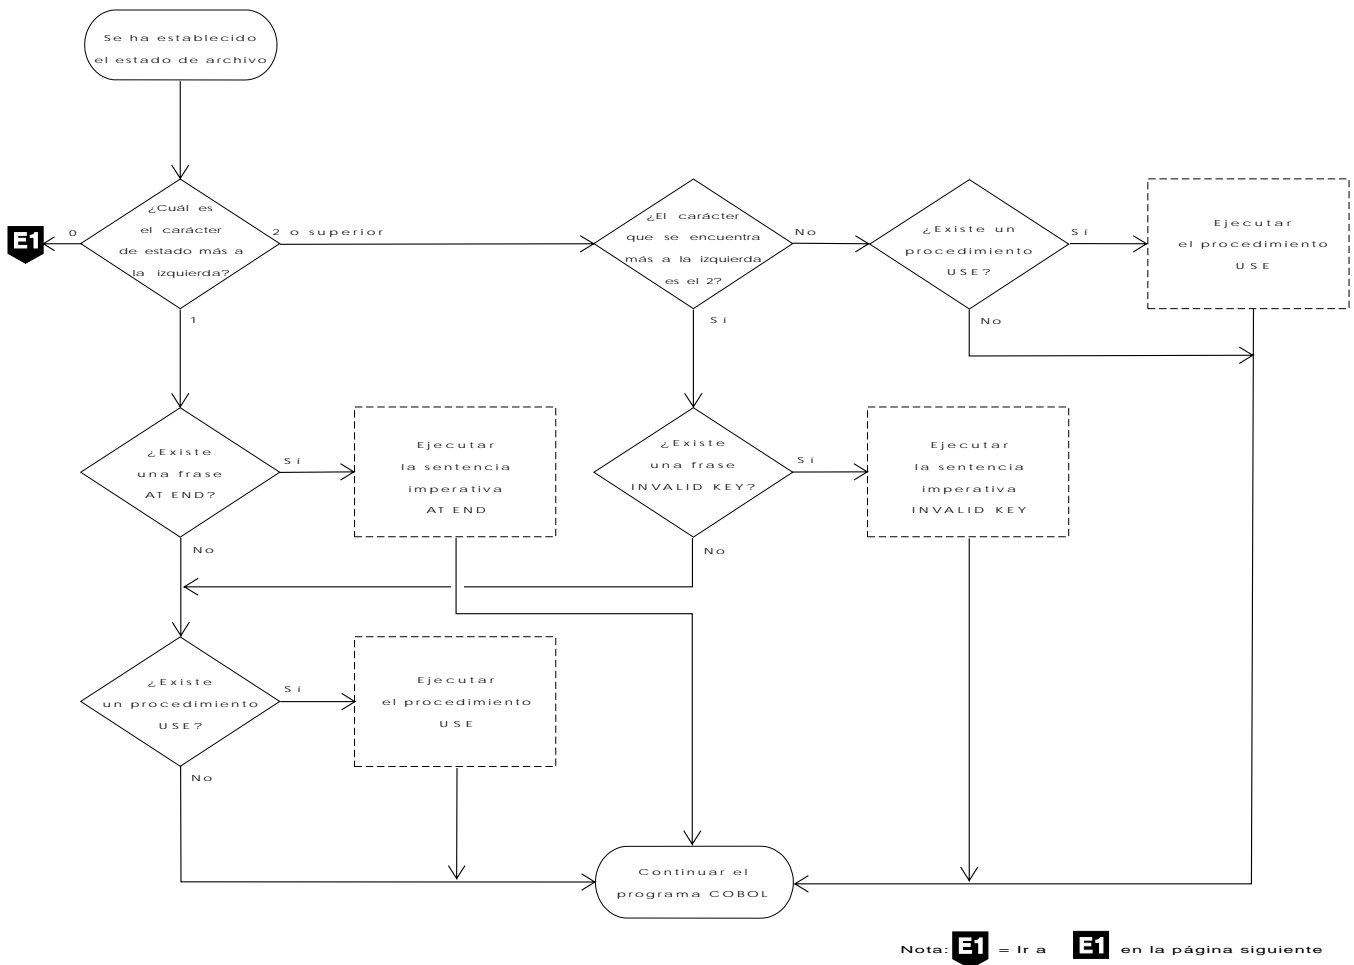 Se ha establecido
el estado de archivo
¿Cuál es
el carácter
de estado más a
la izquierda?
0
E1
2 o superior
1
¿El carácter
que se encuentra
más a la izquierda
es el 2?
No
Sí
¿Existe un
procedimiento
USE?
Sí
No
Ejecutar
el procedimiento
USE
¿Existe
una frase
AT END?
Sí
No
Ejecutar
la sentencia
imperativa
AT END
¿Existe
una frase
INVALID KEY?
Sí
No
Ejecutar
la sentencia
imperativa
INVALID KEY
¿Existe
un procedimiento
USE?
Sí
No
Ejecutar
el procedimiento
USE
Continuar el
programa COBOL
Nota: E1 = Ir a E1 en la página siguiente